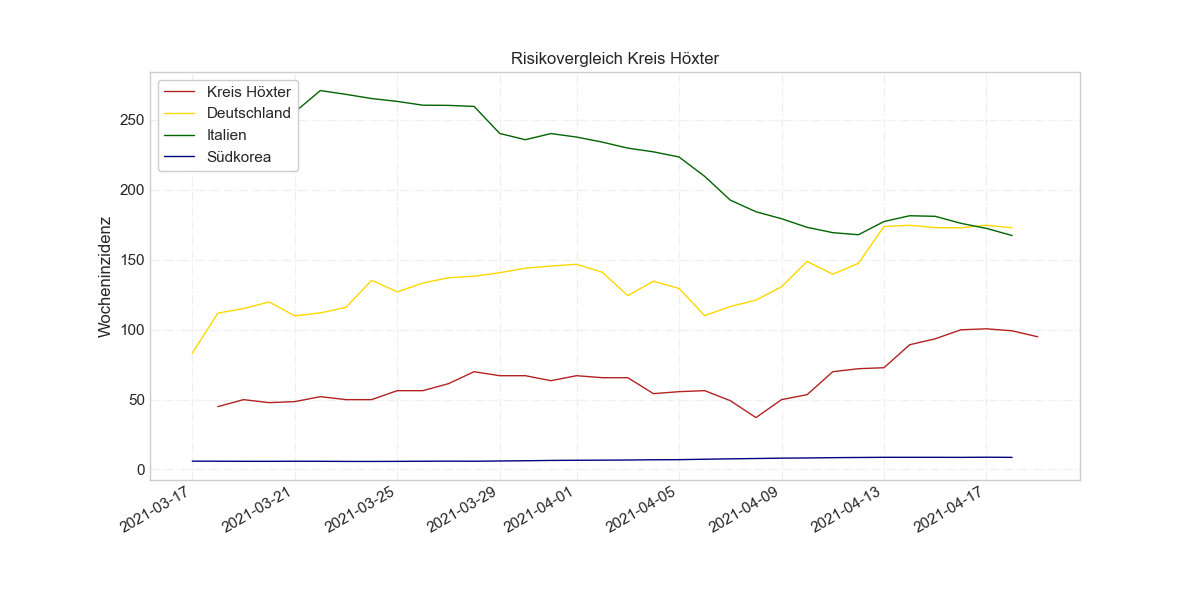 Risikovergleich Kreis Höxter
Kreis Höxter
Deutschland
Italien
Südkorea
Wocheninzidenz
250
200
150
100
50
0
2021-03-17
2021-03-21
2021-03-25
2021-03-29
2021-04-01
2021-04-05
2021-04-09
2021-04-13
2021-04-17